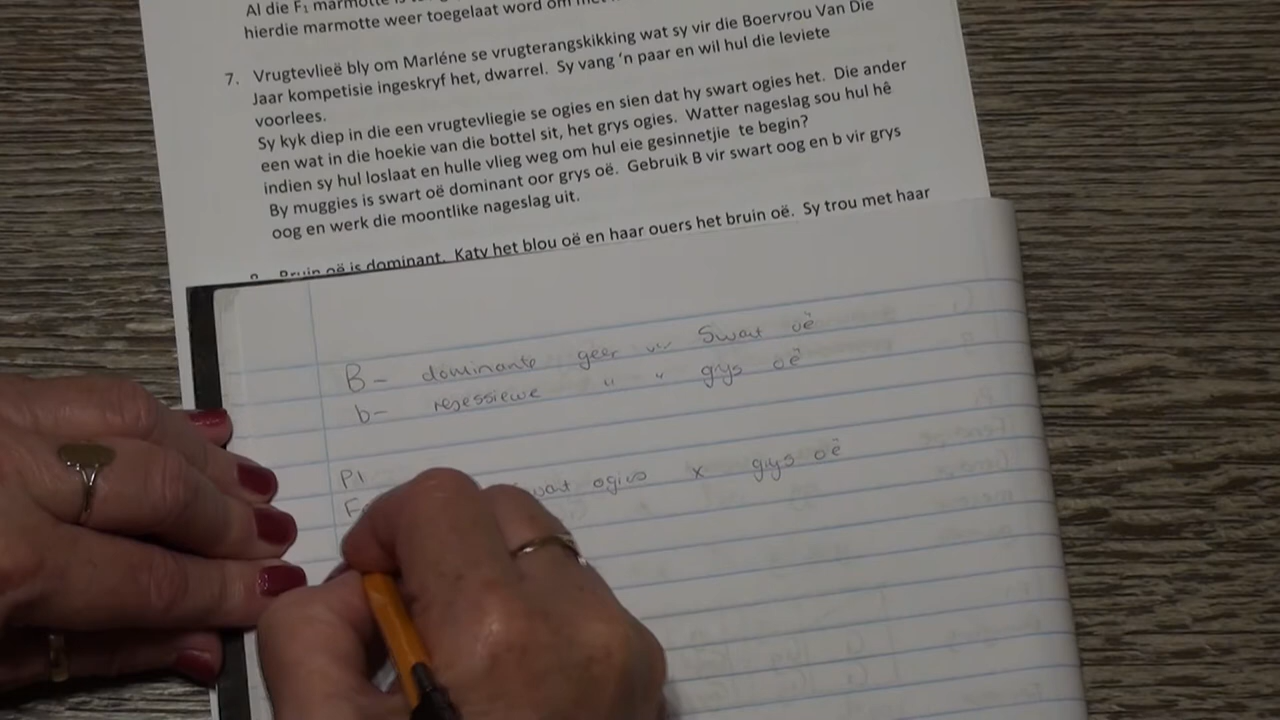 Al die F₁ marmotte is
hierdie marmotte weer toegelaat word om met
7. Vrugtevlieë bly om Marléne se vrugterangskikking wat sy vir die Boervrou Van Die
Jaar kompetisie ingeskryf het, dwarrel. Sy vang ‘n paar en wil hul die leviete
voorlees.
Sy kyk diep in die een vrugtevliegie se ogies en sien dat hy swart ogies het. Die ander
een wat in die hoekie van die bottel sit, het grys ogies. Watter nageslag sou hul hê
indien sy hul loslaat en hulle vlieg weg om hul eie gesinnetjie te begin?
By muggies is swart oë dominant oor grys oë. Gebruik B vir swart oog en b vir grys
oog en werk die moontlike nageslag uit.
Bruin oë is dominant. Katy het blou oë en haar ouers het bruin oë. Sy trou met haar
B - dominante geen vir swart oë
b - resessiewe " " grys oë
P1
swart ogies x grys oë